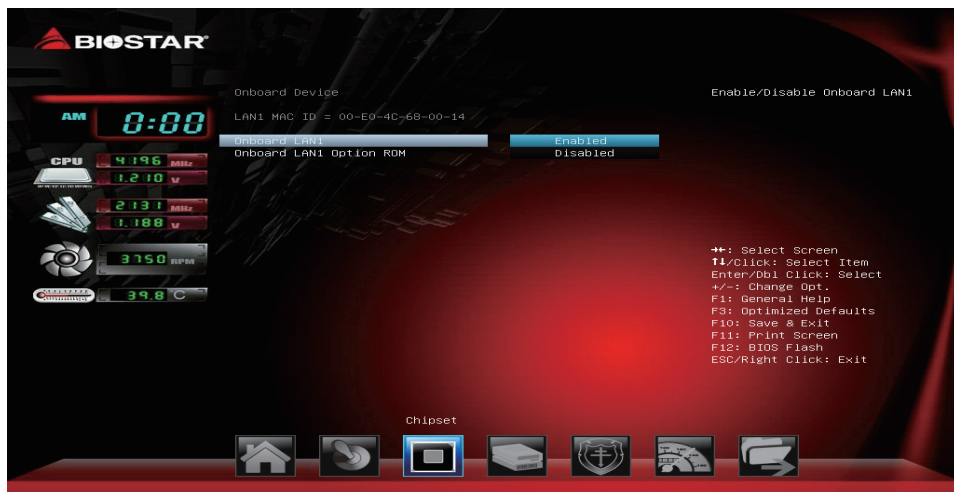 BIOSTAR
Onboard Device
Enable/Disable Onboard LAN1
AM
0:00
LAN1 MAC ID = 00-E0-4C-68-00-14
Onboard LAN1 Enabled
Onboard LAN1 Option ROM Disabled
CPU
4196 MHz
1.210 V
2131 MHz
1.188 V
3750 RPM
39.8 °C
→←: Select Screen
↑↓/Click: Select Item
Enter/Dbl Click: Select
+/-: Change Opt.
F1: General Help
F3: Optimized Defaults
F10: Save & Exit
F11: Print Screen
F12: BIOS Flash
ESC/Right Click: Exit
Chipset